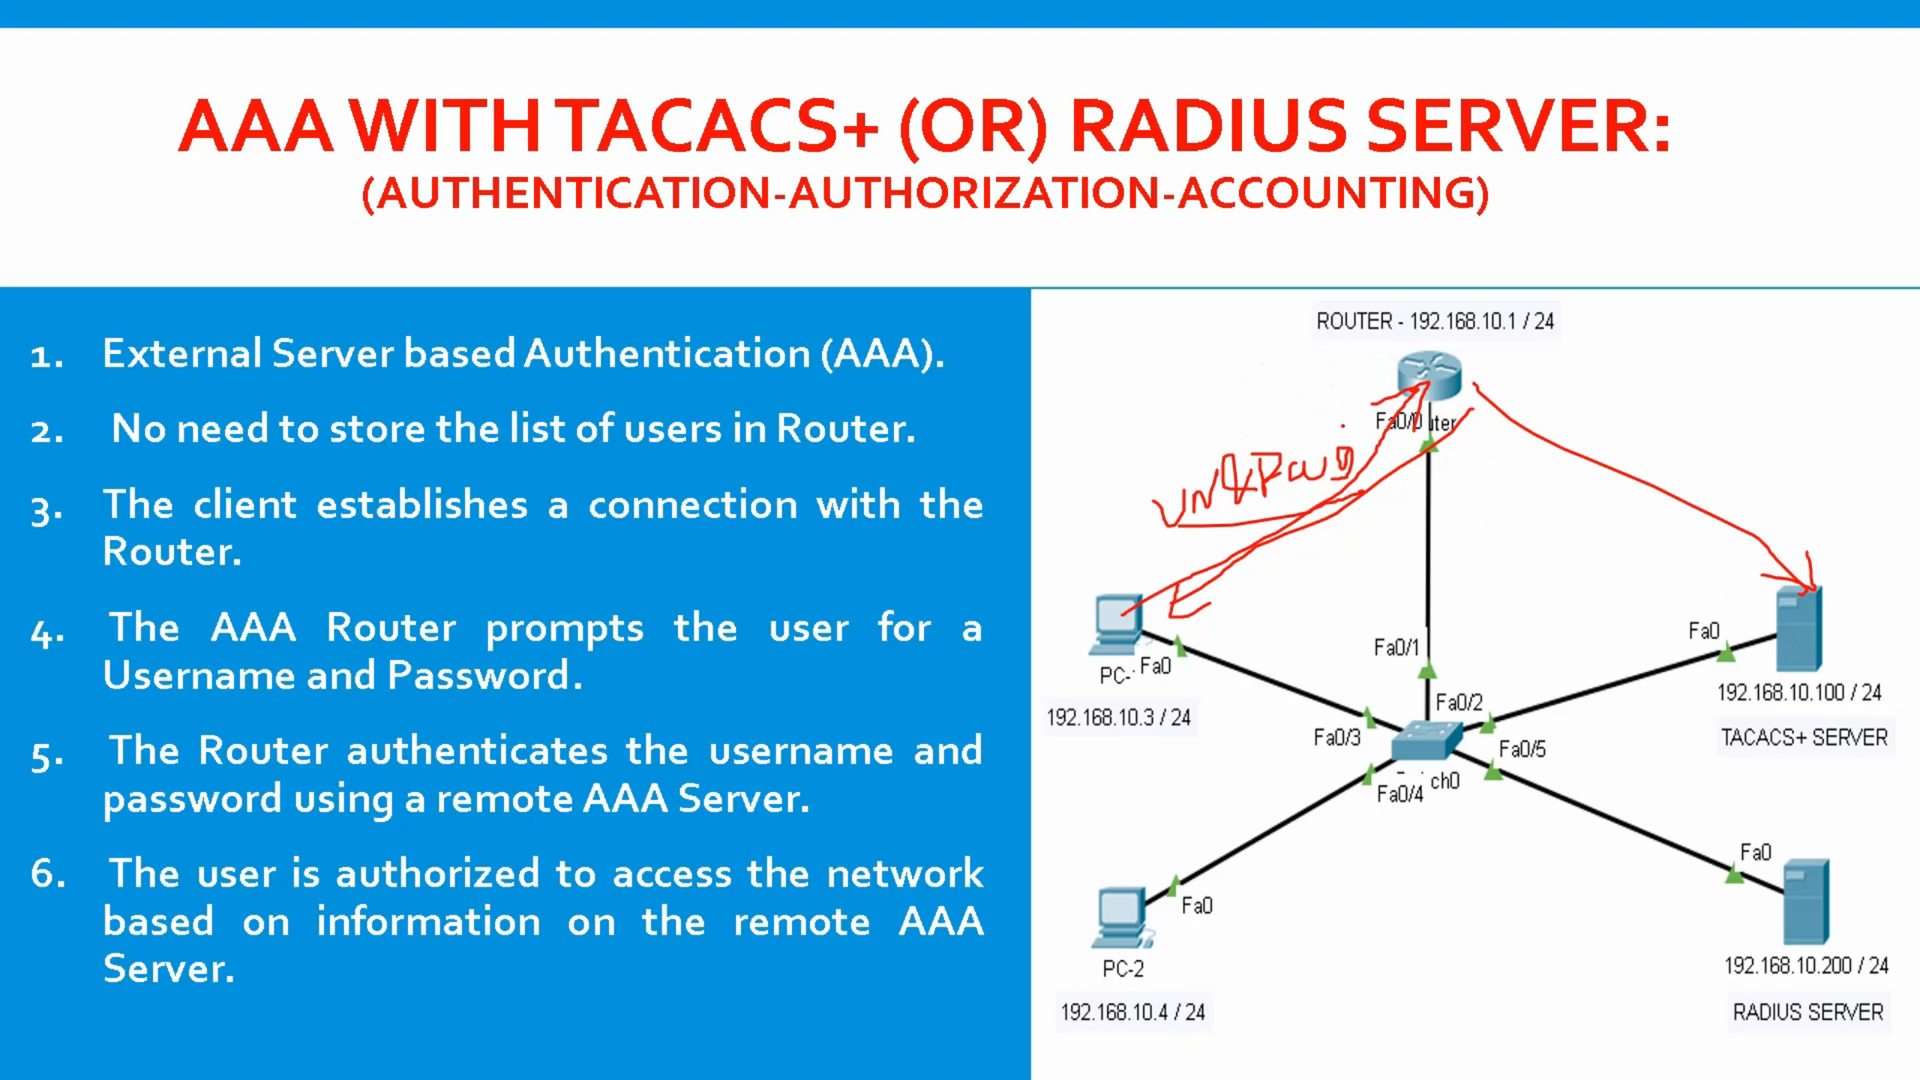 AAA WITH TACACS+ (OR) RADIUS SERVER:
(AUTHENTICATION-AUTHORIZATION-ACCOUNTING)
1. External Server based Authentication (AAA).
2. No need to store the list of users in Router.
3. The client establishes a connection with the
Router.
4. The AAA Router prompts the user for a
Username and Password.
5. The Router authenticates the username and
password using a remote AAA Server.
6. The user is authorized to access the network
based on information on the remote AAA
Server.
ROUTER - 192.168.10.1 / 24
Fa0/0 uter
UN & PWD
PC- Fa0
192.168.10.3 / 24
Fa0/1
Fa0/2
Fa0/3
Fa0/5
Fa0/4 ch0
Fa0
192.168.10.100 / 24
TACACS+ SERVER
Fa0
PC-2
192.168.10.4 / 24
Fa0
192.168.10.200 / 24
RADIUS SERVER